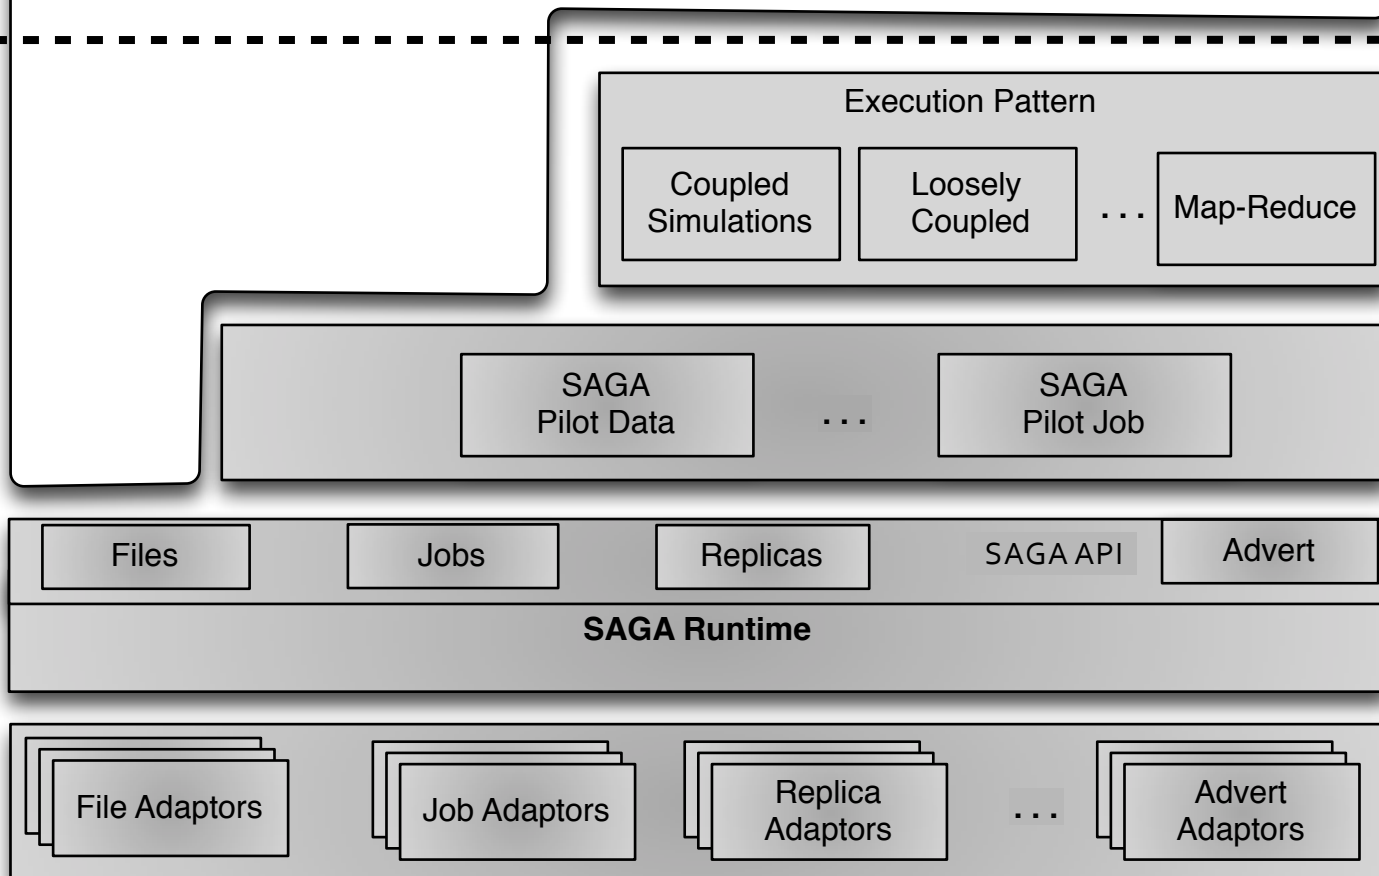 Execution Pattern
Coupled
Simulations
Loosely
Coupled
. . .
Map-Reduce
SAGA
Pilot Data
. . .
SAGA
Pilot Job
Files
Jobs
Replicas
SAGA API
Advert
SAGA Runtime
File Adaptors
Job Adaptors
Replica
Adaptors
. . .
Advert
Adaptors